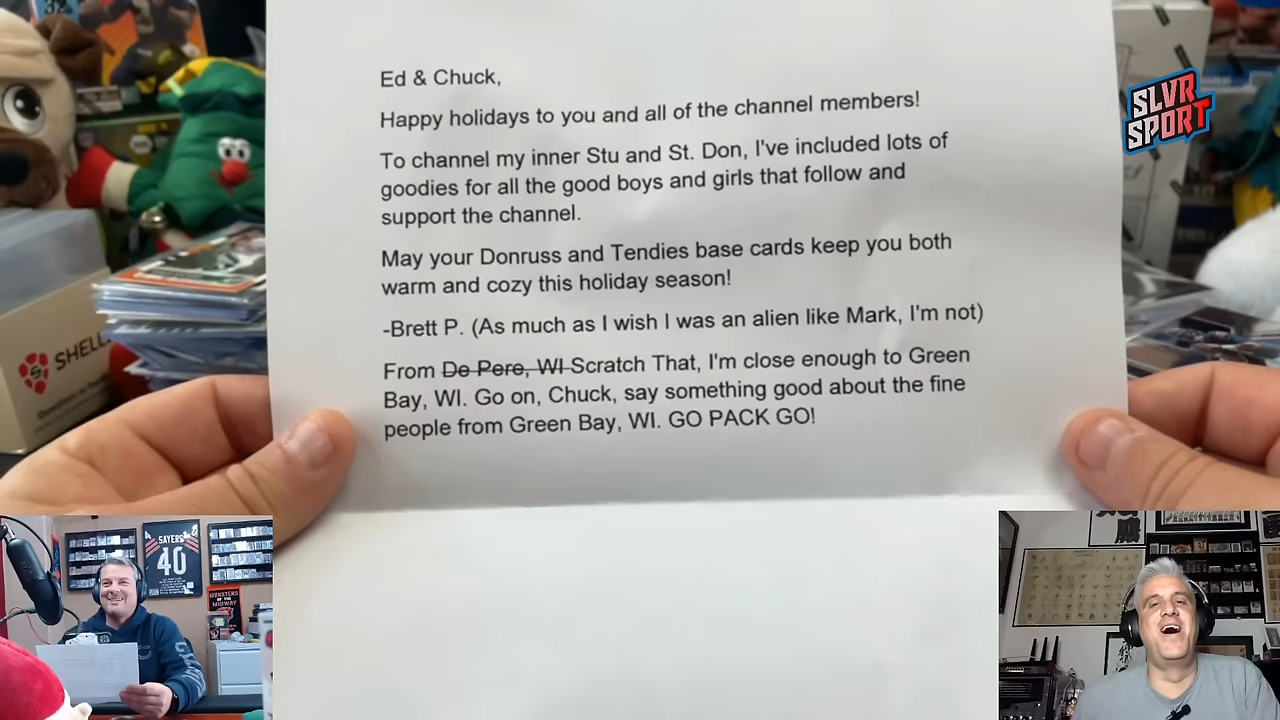 Ed & Chuck,
Happy holidays to you and all of the channel members!
To channel my inner Stu and St. Don, I've included lots of
goodies for all the good boys and girls that follow and
support the channel.
May your Donruss and Tendies base cards keep you both
warm and cozy this holiday season!
-Brett P. (As much as I wish I was an alien like Mark, I'm not)
From De Pere, WI Scratch That, I'm close enough to Green
Bay, WI. Go on, Chuck, say something good about the fine
people from Green Bay, WI. GO PACK GO!
SLVR
SPORT
32
SHELL
SAYERS
40
MONSTERS
OF THE
MIDWAY